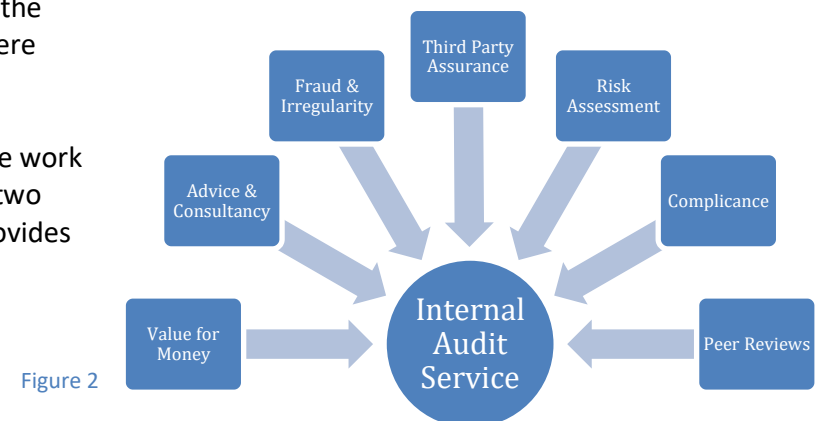 the
ere
e work
two
ovides
Figure 2
Third Party
Assurance
Fraud &
Irregularity
Risk
Assessment
Advice &
Consultancy
Complicance
Value for
Money
Peer Reviews
Internal
Audit
Service